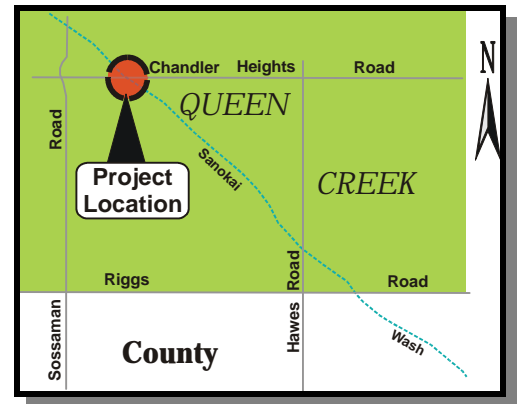 Chandler Heights Road
N
QUEEN
Road
Sanokai
Project
Location
CREEK
Riggs Road
Hawes Road
Sossaman
County
Wash